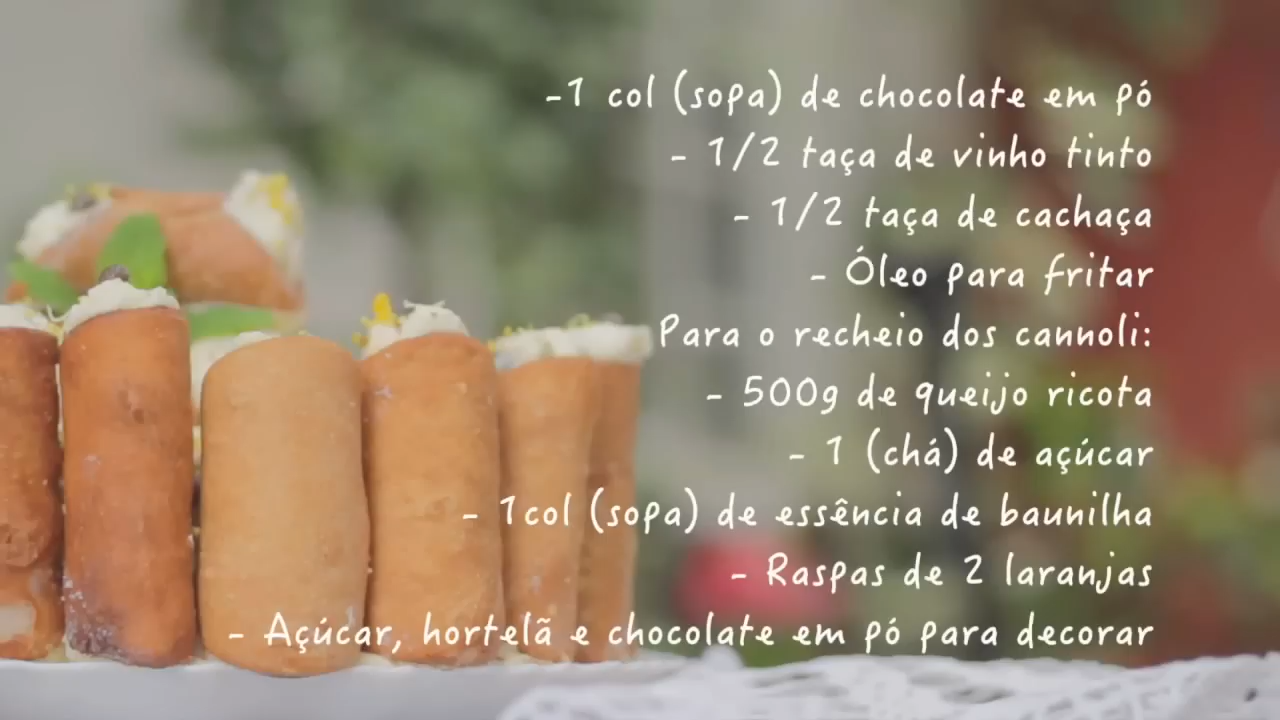 -1 col (sopa) de chocolate em pó
- 1/2 taça de vinho tinto
- 1/2 taça de cachaça
- Óleo para fritar
Para o recheio dos cannoli:
- 500g de queijo ricota
- 1 (chá) de açúcar
- 1col (sopa) de essência de baunilha
- Raspas de 2 laranjas
- Açúcar, hortelã e chocolate em pó para decorar